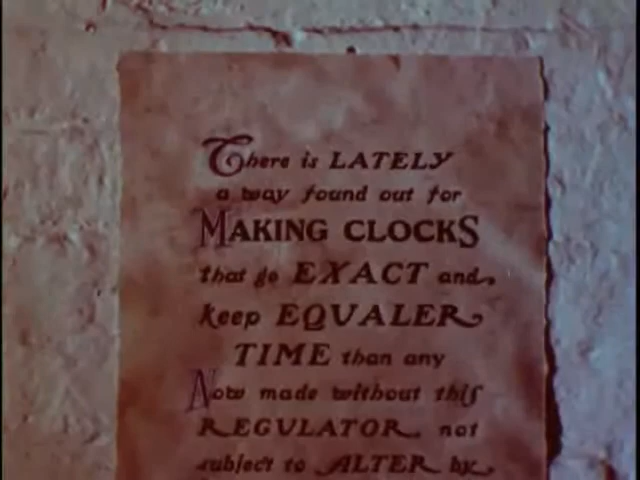 There is LATELY
a way found out for
MAKING CLOCKS
that go EXACT and
keep EQUALER
TIME than any
Now made without this
REGULATOR, not
subject to ALTER by